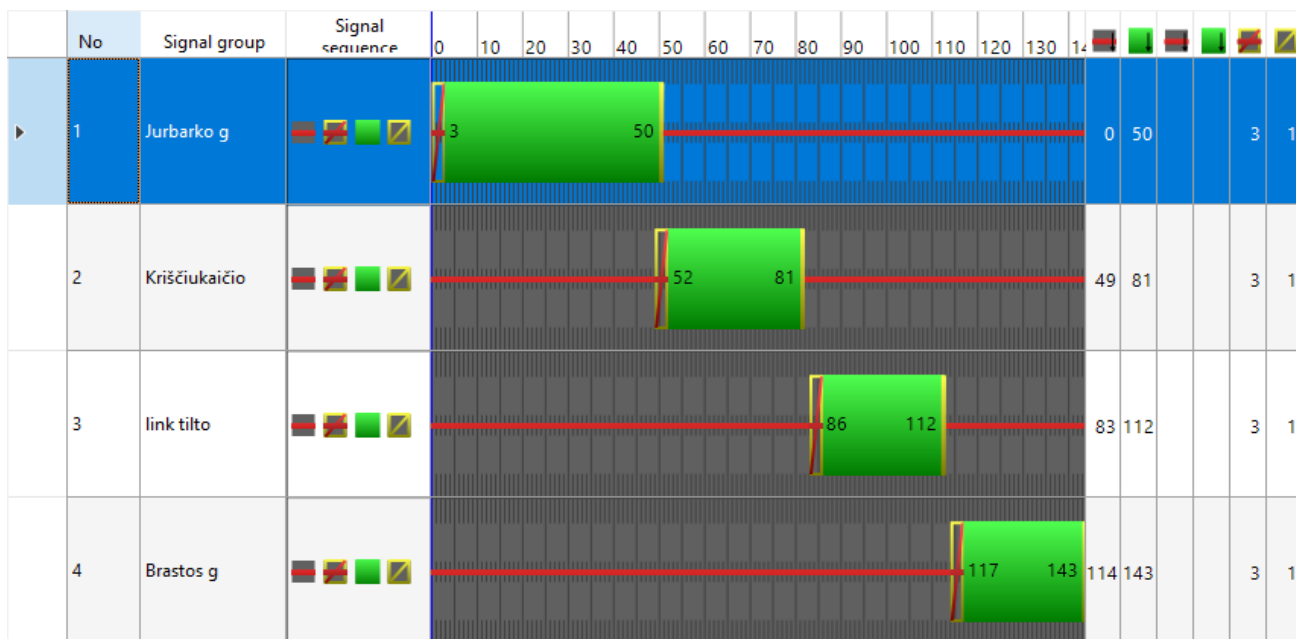 No Signal group Signal sequence 0 10 20 30 40 50 60 70 80 90 100 110 120 130 14
1 Jurbarko g 3 50 0 50 3 1
2 Kriščiukaičio 52 81 49 81 3 1
3 link tilto 86 112 83 112 3 1
4 Brastos g 117 143 114 143 3 1